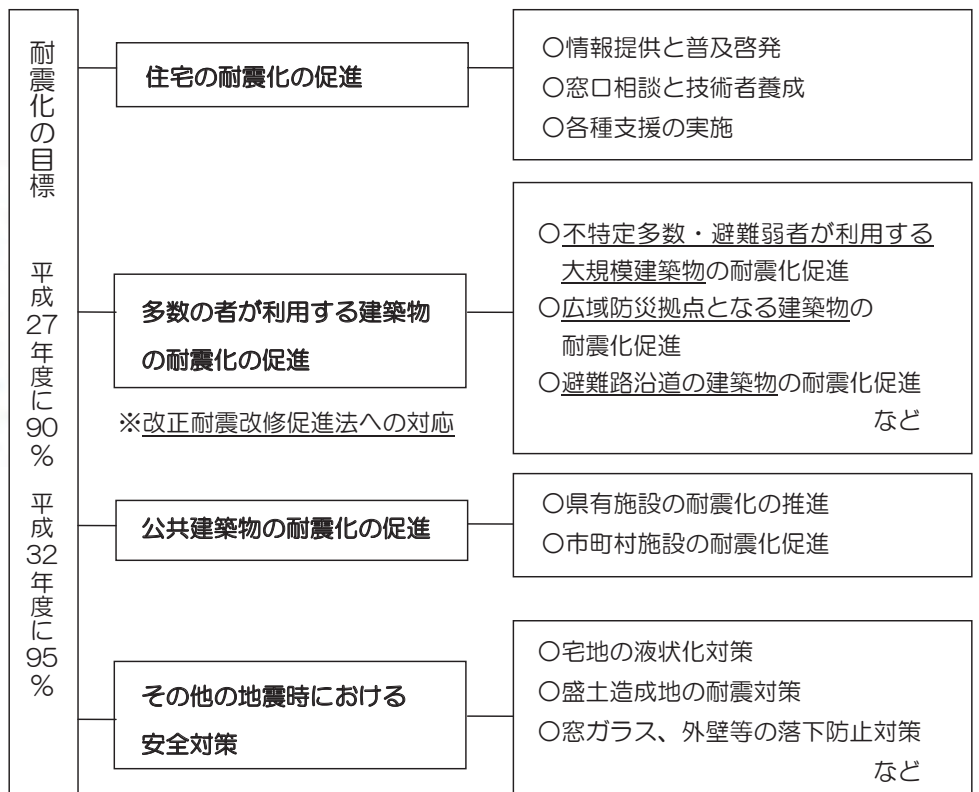 耐震化の目標　平成27年度に90%　平成32年度に95%
住宅の耐震化の促進
○情報提供と普及啓発
○窓口相談と技術者養成
○各種支援の実施
多数の者が利用する建築物
の耐震化の促進
※改正耐震改修促進法への対応
○不特定多数・避難弱者が利用する
大規模建築物の耐震化促進
○広域防災拠点となる建築物の
耐震化促進
○避難路沿道の建築物の耐震化促進
など
公共建築物の耐震化の促進
○県有施設の耐震化の推進
○市町村施設の耐震化促進
その他の地震時における
安全対策
○宅地の液状化対策
○盛土造成地の耐震対策
○窓ガラス、外壁等の落下防止対策
など